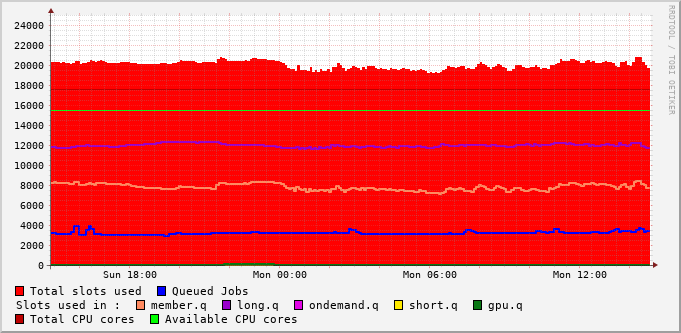 24000
22000
20000
18000
16000
14000
12000
10000
8000
6000
4000
2000
0
Sun 18:00 Mon 00:00 Mon 06:00 Mon 12:00
RRDTOOL / TOBI OETIKER
Total slots used Queued Jobs
Slots used in : member.q long.q ondemand.q short.q gpu.q
Total CPU cores Available CPU cores